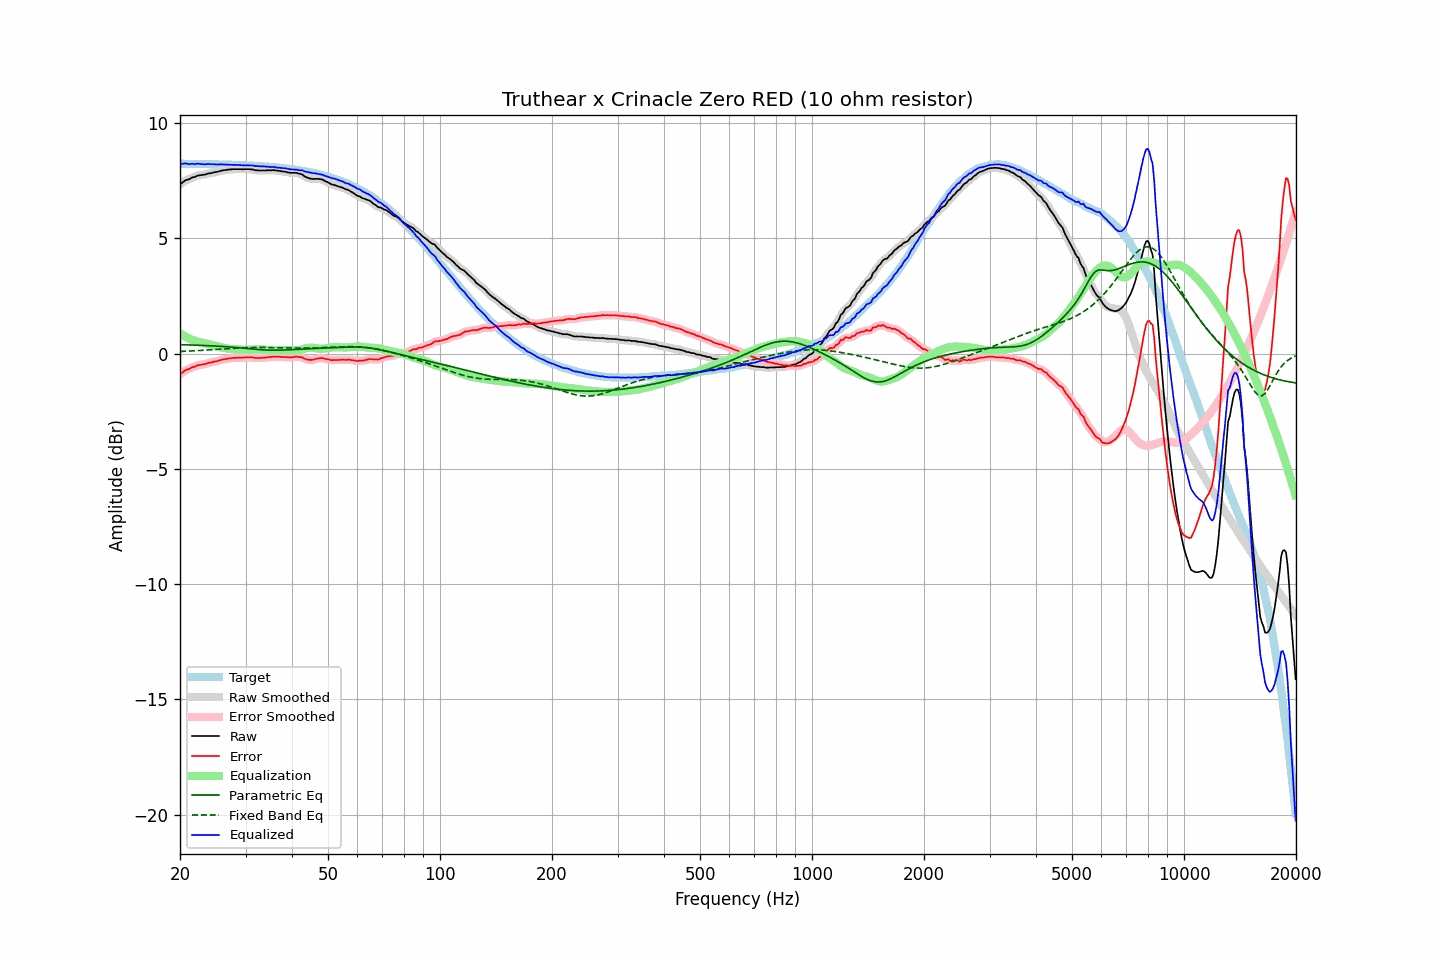 Truthear x Crinacle Zero RED (10 ohm resistor)
10
5
0
−5
−10
−15
−20
Amplitude (dBr)
Target
Raw Smoothed
Error Smoothed
Raw
Error
Equalization
Parametric Eq
Fixed Band Eq
Equalized
20 50 100 200 500 1000 2000 5000 10000 20000
Frequency (Hz)